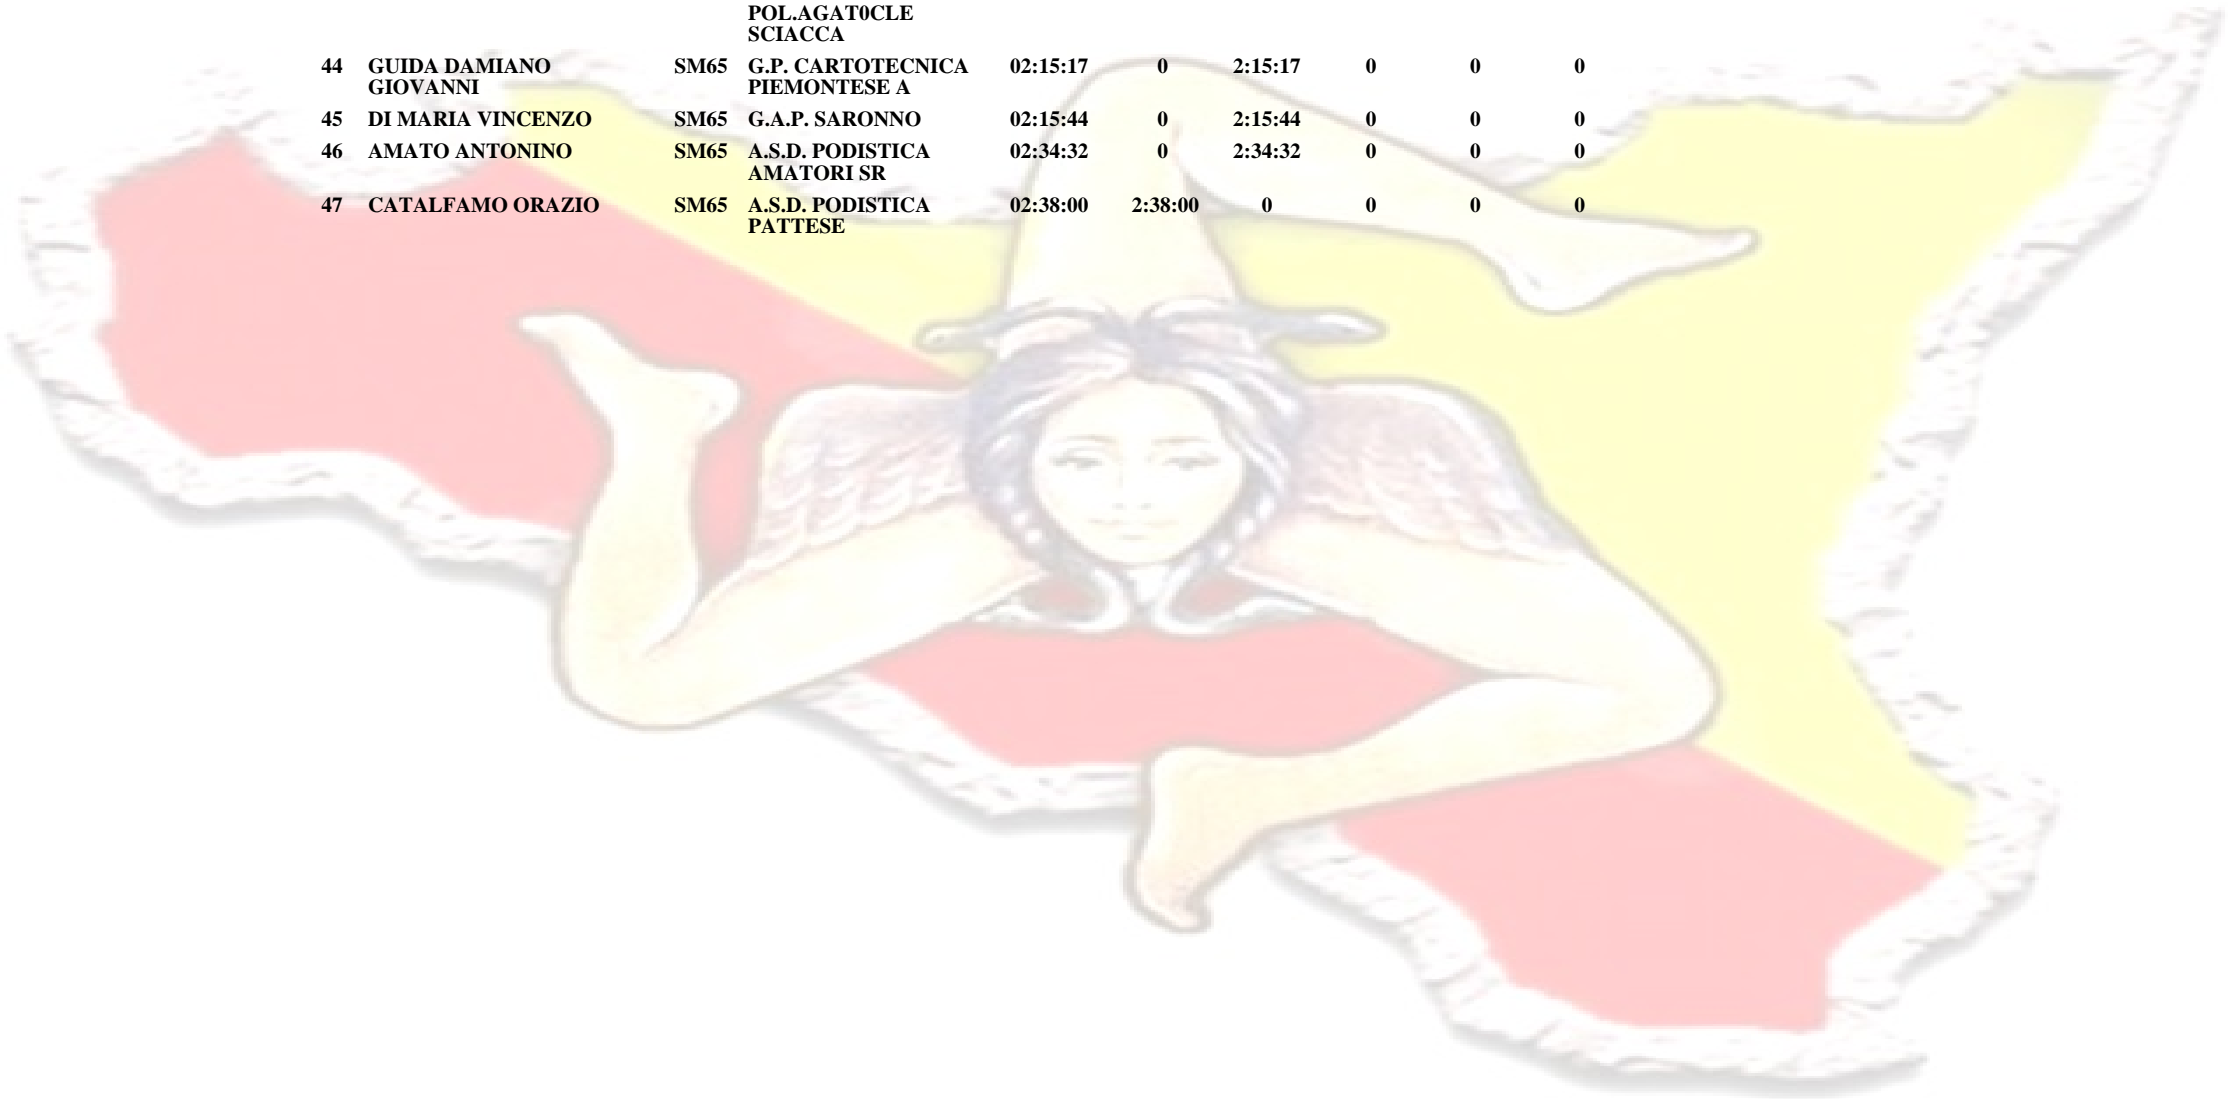 POL.AGAT0CLE
SCIACCA
44 GUIDA DAMIANO SM65 G.P. CARTOTECNICA 02:15:17 0 2:15:17 0 0 0
GIOVANNI PIEMONTESE A
45 DI MARIA VINCENZO SM65 G.A.P. SARONNO 02:15:44 0 2:15:44 0 0 0
46 AMATO ANTONINO SM65 A.S.D. PODISTICA 02:34:32 0 2:34:32 0 0 0
AMATORI SR
47 CATALFAMO ORAZIO SM65 A.S.D. PODISTICA 02:38:00 2:38:00 0 0 0 0
PATTESE